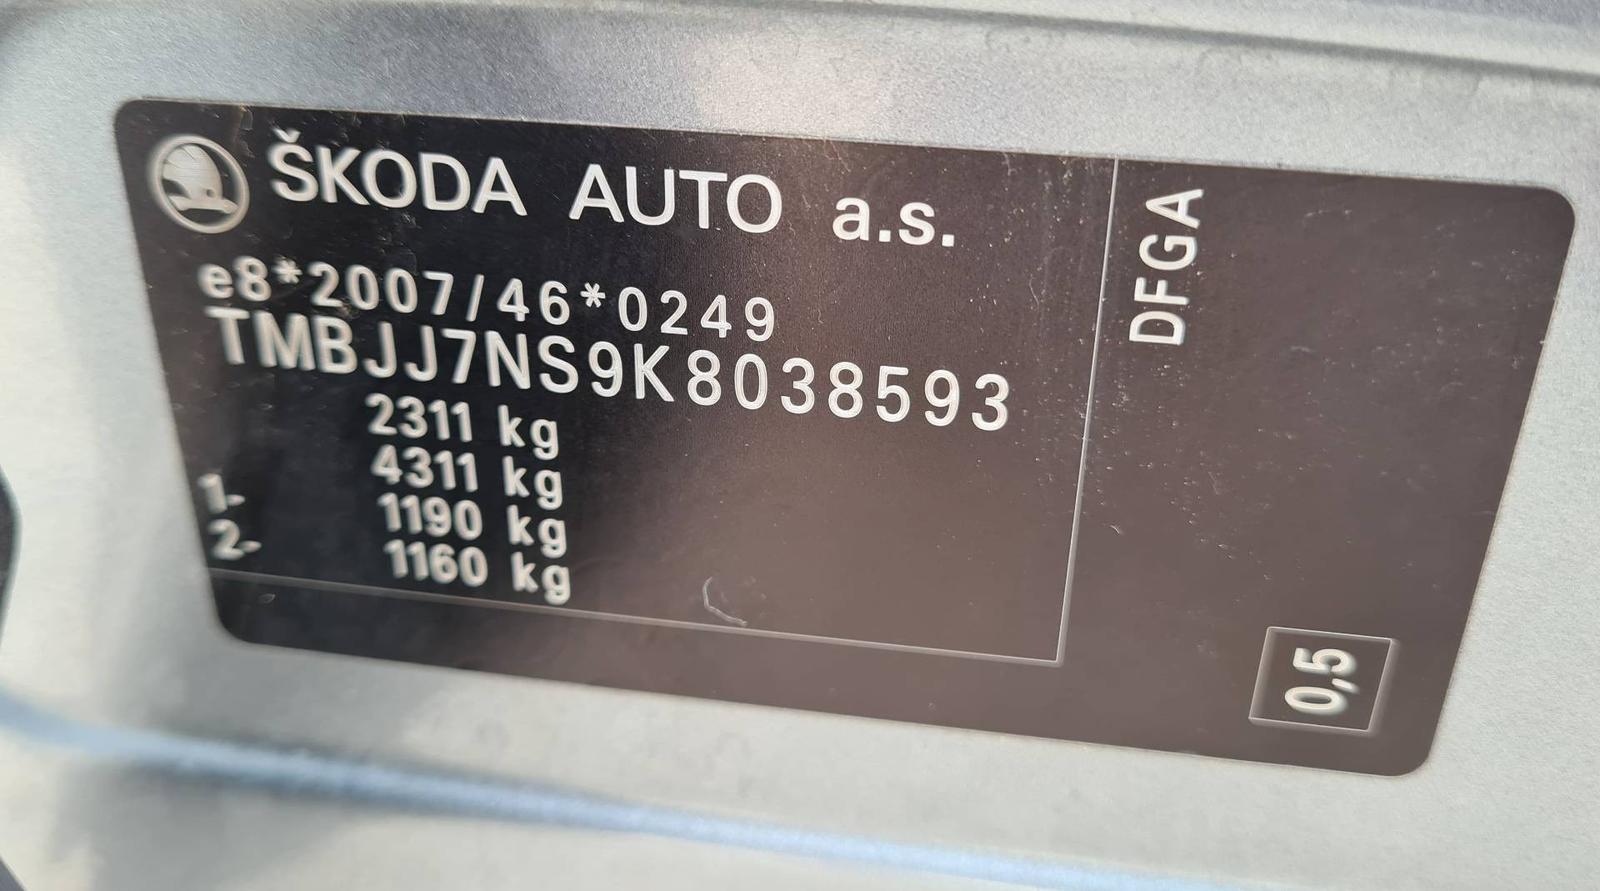 ŠKODA AUTO a.s.
e8*2007/46*0249
TMBJJ7NS9K8038593
2311 kg
4311 kg
1- 1190 kg
2- 1160 kg
DFGA
0,5